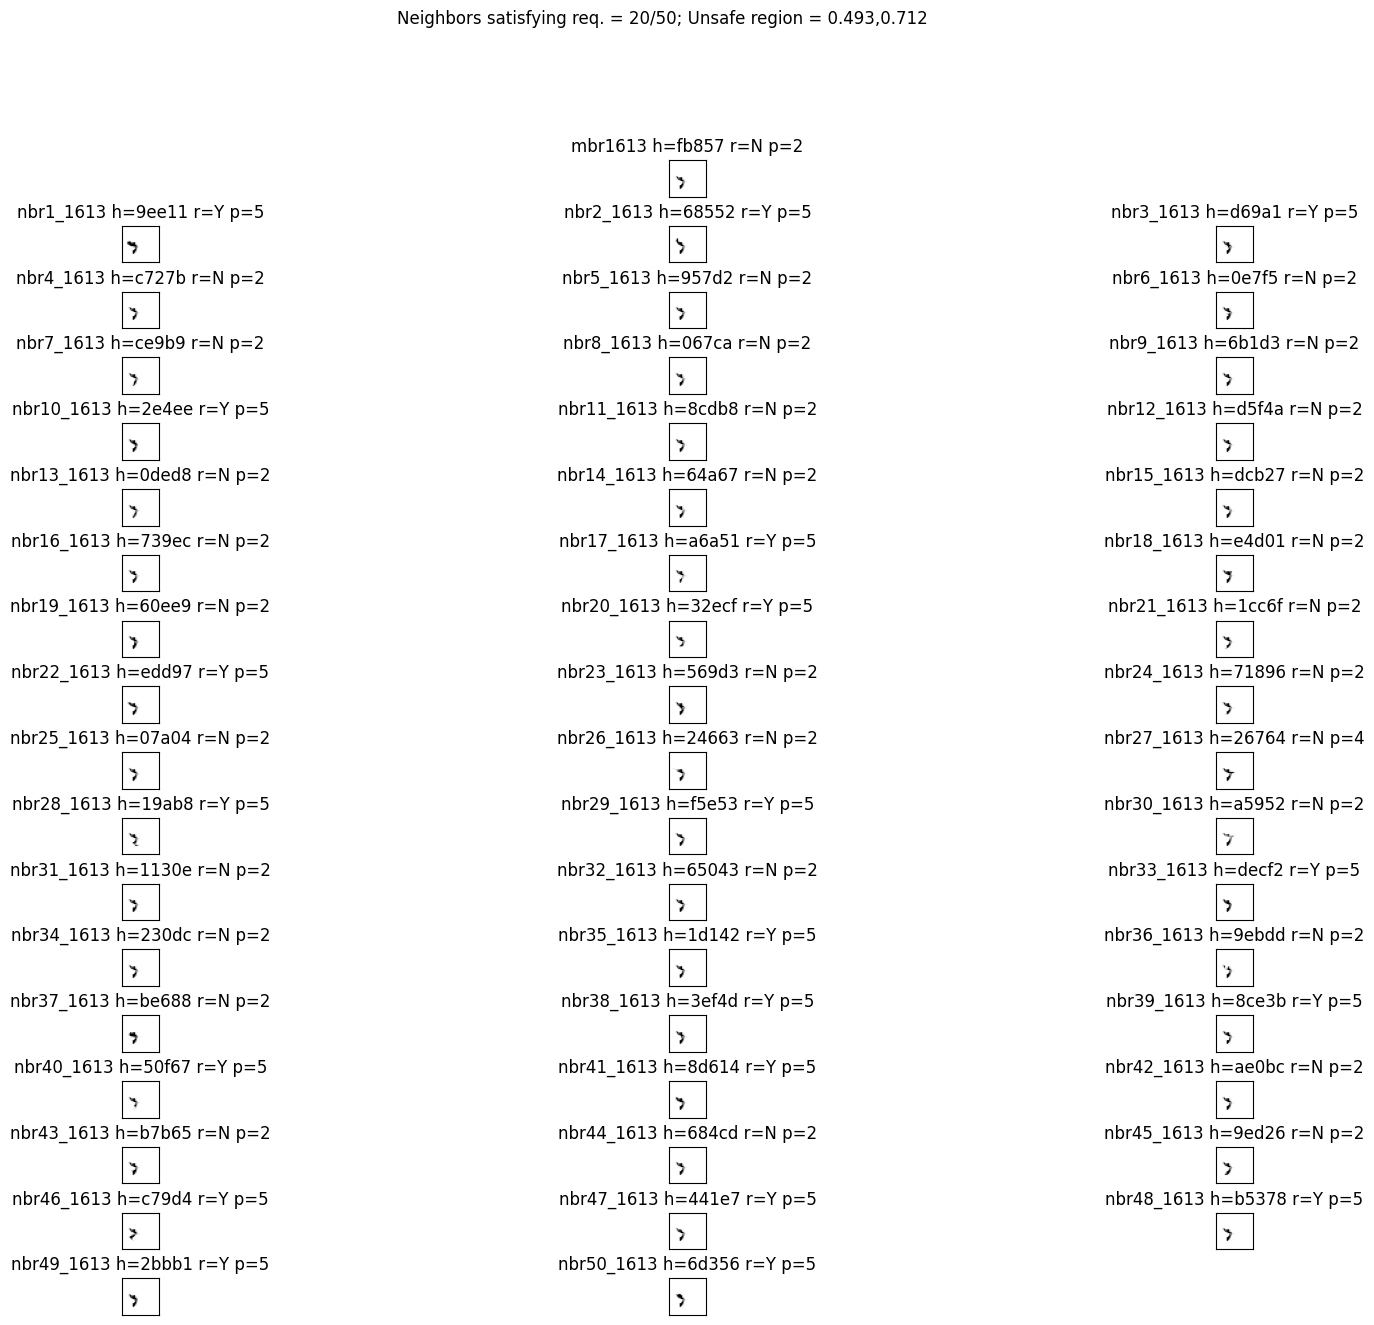 Neighbors satisfying req. = 20/50; Unsafe region = 0.493,0.712
mbr1613 h=fb857 r=N p=2
nbr1_1613 h=9ee11 r=Y p=5 nbr2_1613 h=68552 r=Y p=5 nbr3_1613 h=d69a1 r=Y p=5
nbr4_1613 h=c727b r=N p=2 nbr5_1613 h=957d2 r=N p=2 nbr6_1613 h=0e7f5 r=N p=2
nbr7_1613 h=ce9b9 r=N p=2 nbr8_1613 h=067ca r=N p=2 nbr9_1613 h=6b1d3 r=N p=2
nbr10_1613 h=2e4ee r=Y p=5 nbr11_1613 h=8cdb8 r=N p=2 nbr12_1613 h=d5f4a r=N p=2
nbr13_1613 h=0ded8 r=N p=2 nbr14_1613 h=64a67 r=N p=2 nbr15_1613 h=dcb27 r=N p=2
nbr16_1613 h=739ec r=N p=2 nbr17_1613 h=a6a51 r=Y p=5 nbr18_1613 h=e4d01 r=N p=2
nbr19_1613 h=60ee9 r=N p=2 nbr20_1613 h=32ecf r=Y p=5 nbr21_1613 h=1cc6f r=N p=2
nbr22_1613 h=edd97 r=Y p=5 nbr23_1613 h=569d3 r=N p=2 nbr24_1613 h=71896 r=N p=2
nbr25_1613 h=07a04 r=N p=2 nbr26_1613 h=24663 r=N p=2 nbr27_1613 h=26764 r=N p=4
nbr28_1613 h=19ab8 r=Y p=5 nbr29_1613 h=f5e53 r=Y p=5 nbr30_1613 h=a5952 r=N p=2
nbr31_1613 h=1130e r=N p=2 nbr32_1613 h=65043 r=N p=2 nbr33_1613 h=decf2 r=Y p=5
nbr34_1613 h=230dc r=N p=2 nbr35_1613 h=1d142 r=Y p=5 nbr36_1613 h=9ebdd r=N p=2
nbr37_1613 h=be688 r=N p=2 nbr38_1613 h=3ef4d r=Y p=5 nbr39_1613 h=8ce3b r=Y p=5
nbr40_1613 h=50f67 r=Y p=5 nbr41_1613 h=8d614 r=Y p=5 nbr42_1613 h=ae0bc r=N p=2
nbr43_1613 h=b7b65 r=N p=2 nbr44_1613 h=684cd r=N p=2 nbr45_1613 h=9ed26 r=N p=2
nbr46_1613 h=c79d4 r=Y p=5 nbr47_1613 h=441e7 r=Y p=5 nbr48_1613 h=b5378 r=Y p=5
nbr49_1613 h=2bbb1 r=Y p=5 nbr50_1613 h=6d356 r=Y p=5